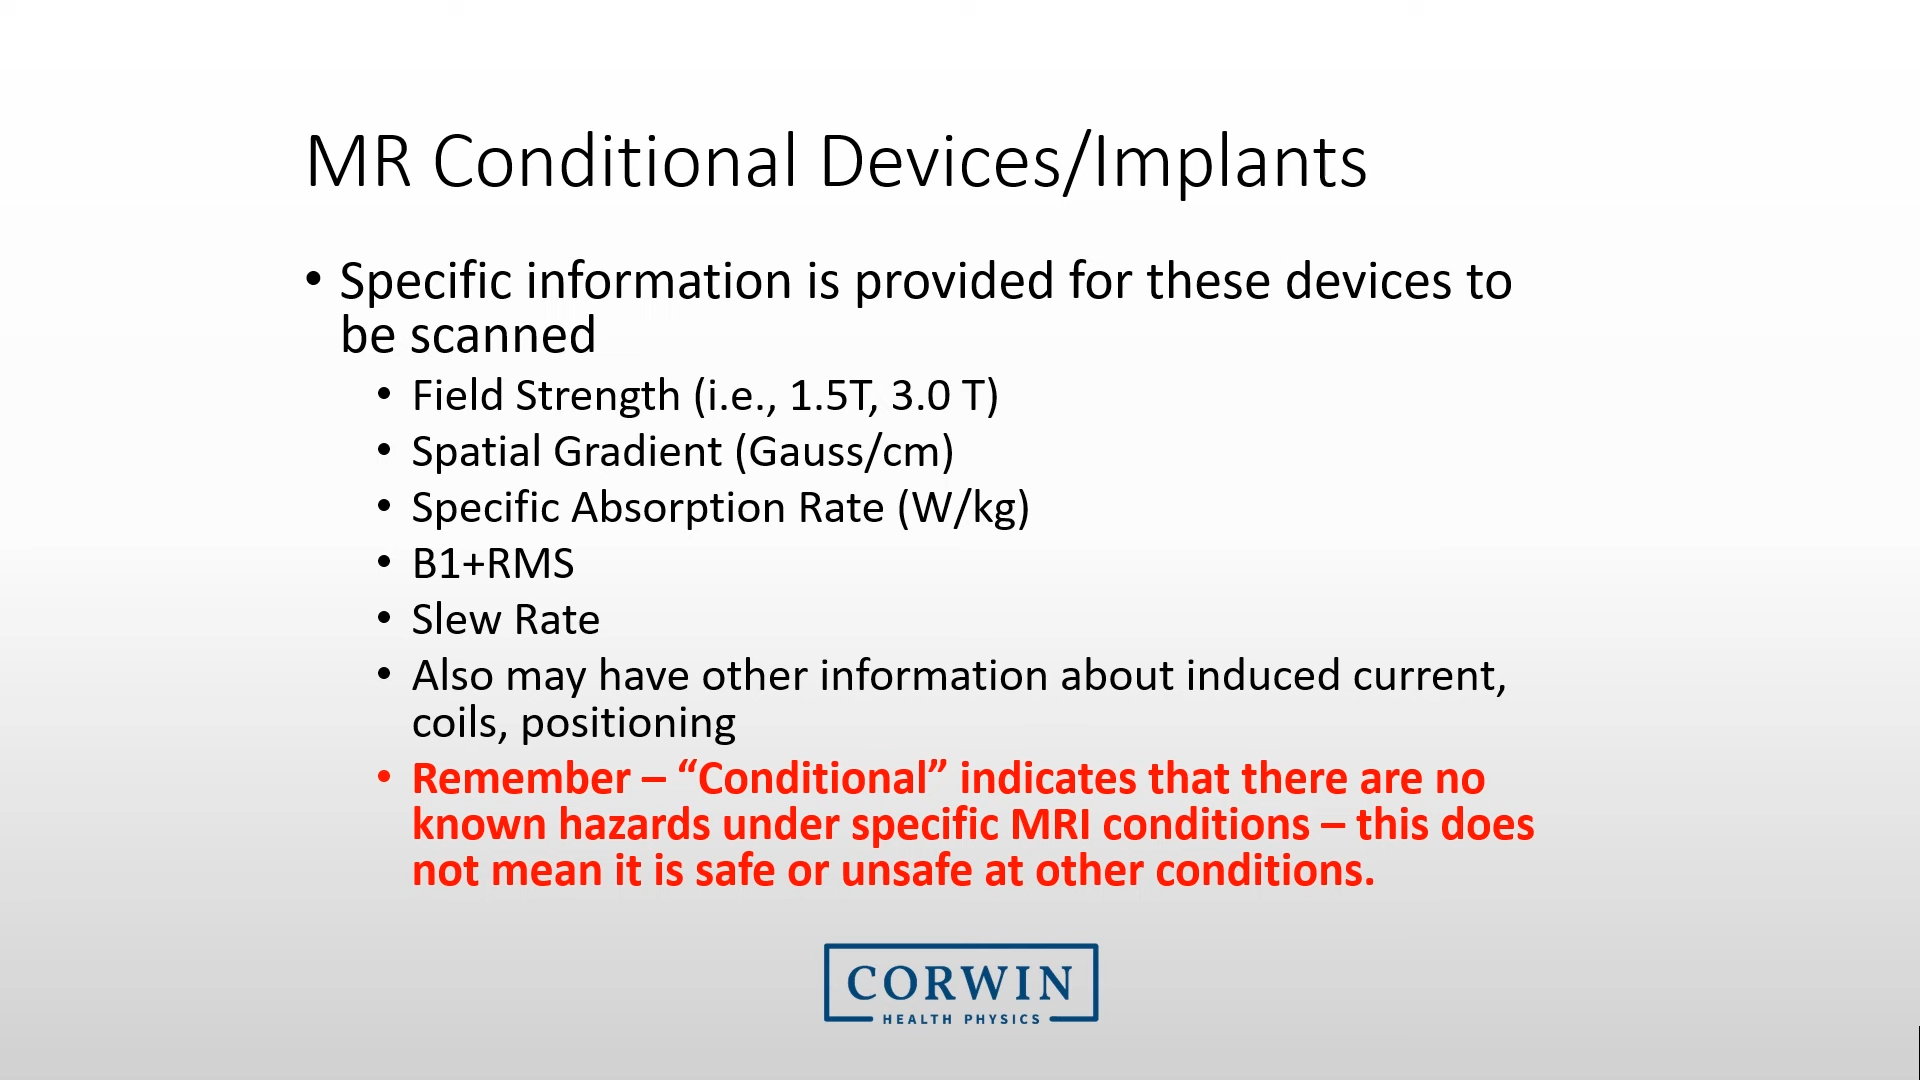 MR Conditional Devices/Implants
• Specific information is provided for these devices to
be scanned
• Field Strength (i.e., 1.5T, 3.0 T)
• Spatial Gradient (Gauss/cm)
• Specific Absorption Rate (W/kg)
• B1+RMS
• Slew Rate
• Also may have other information about induced current,
coils, positioning
• Remember – “Conditional” indicates that there are no
known hazards under specific MRI conditions – this does
not mean it is safe or unsafe at other conditions.
CORWIN
HEALTH PHYSICS